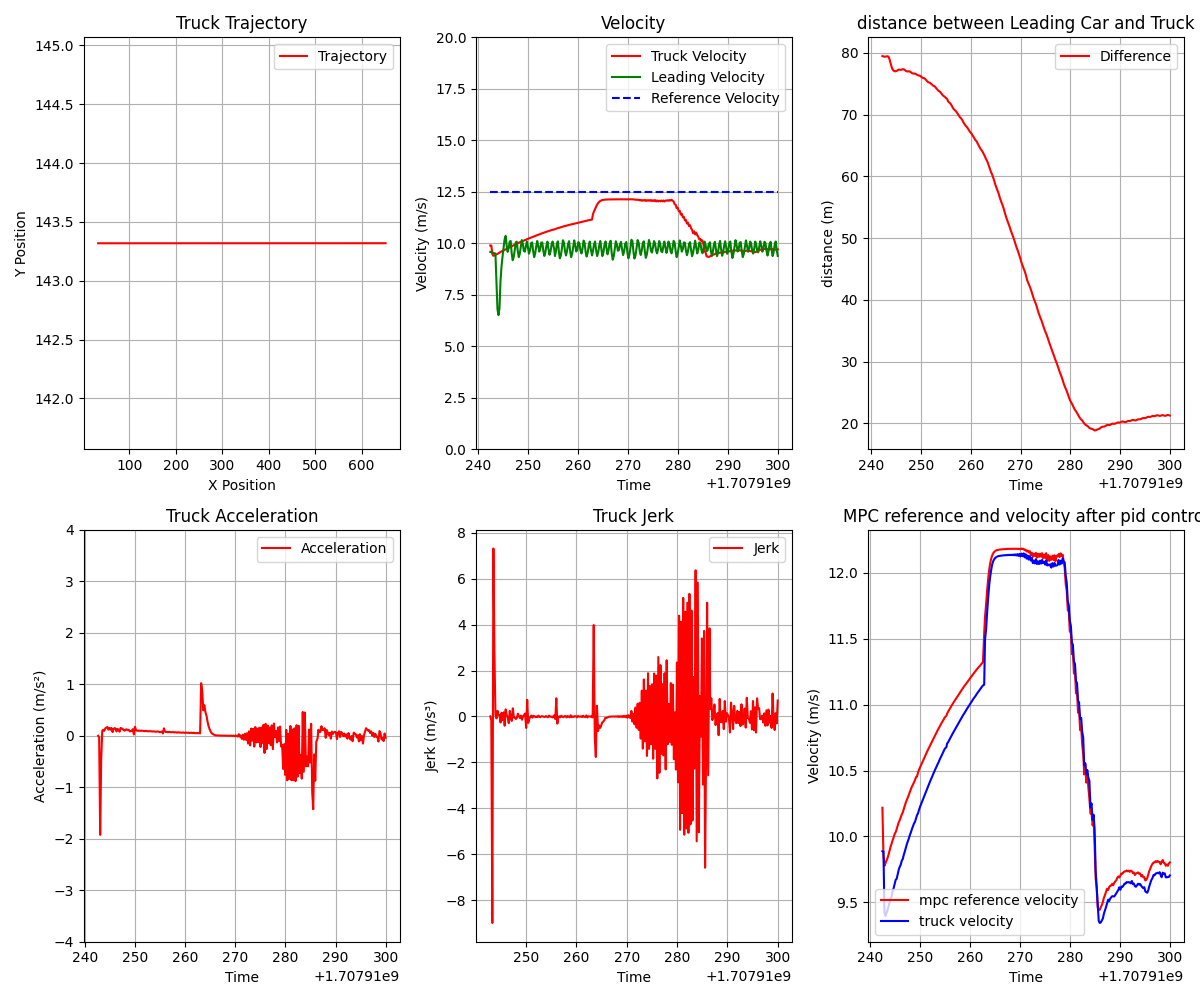 Truck Trajectory
Trajectory
145.0
144.5
144.0
143.5
143.0
142.5
142.0
Y Position
100 200 300 400 500 600
X Position
Velocity
Truck Velocity
Leading Velocity
Reference Velocity
20.0
17.5
15.0
12.5
10.0
7.5
5.0
2.5
0.0
Velocity (m/s)
240 250 260 270 280 290 300
Time
+1.70791e9
distance between Leading Car and Truck
Difference
80
70
60
50
40
30
20
distance (m)
240 250 260 270 280 290 300
Time
+1.70791e9
Truck Acceleration
Acceleration
4
3
2
1
0
−1
−2
−3
−4
Acceleration (m/s²)
240 250 260 270 280 290 300
Time
+1.70791e9
Truck Jerk
Jerk
8
6
4
2
0
−2
−4
−6
−8
Jerk (m/s³)
250 260 270 280 290 300
Time
+1.70791e9
MPC reference and velocity after pid contro
12.0
11.5
11.0
10.5
10.0
9.5
Velocity (m/s)
mpc reference velocity
truck velocity
240 250 260 270 280 290 300
Time
+1.70791e9